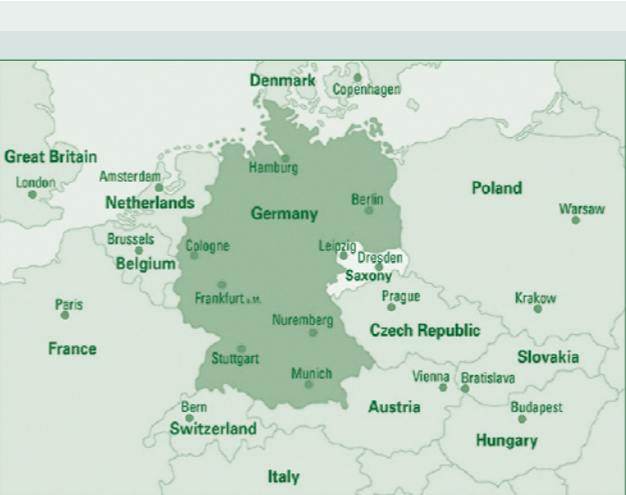 Denmark
Copenhagen
Great Britain
London
Amsterdam
Netherlands
Hamburg
Berlin
Germany
Poland
Warsaw
Brussels
Belgium
Cologne
Leipzig
Dresden
Saxony
Paris
France
Frankfurt a.M.
Prague
Krakow
Nuremberg
Czech Republic
Stuttgart
Slovakia
Munich
Vienna
Bratislava
Bern
Switzerland
Austria
Budapest
Hungary
Italy